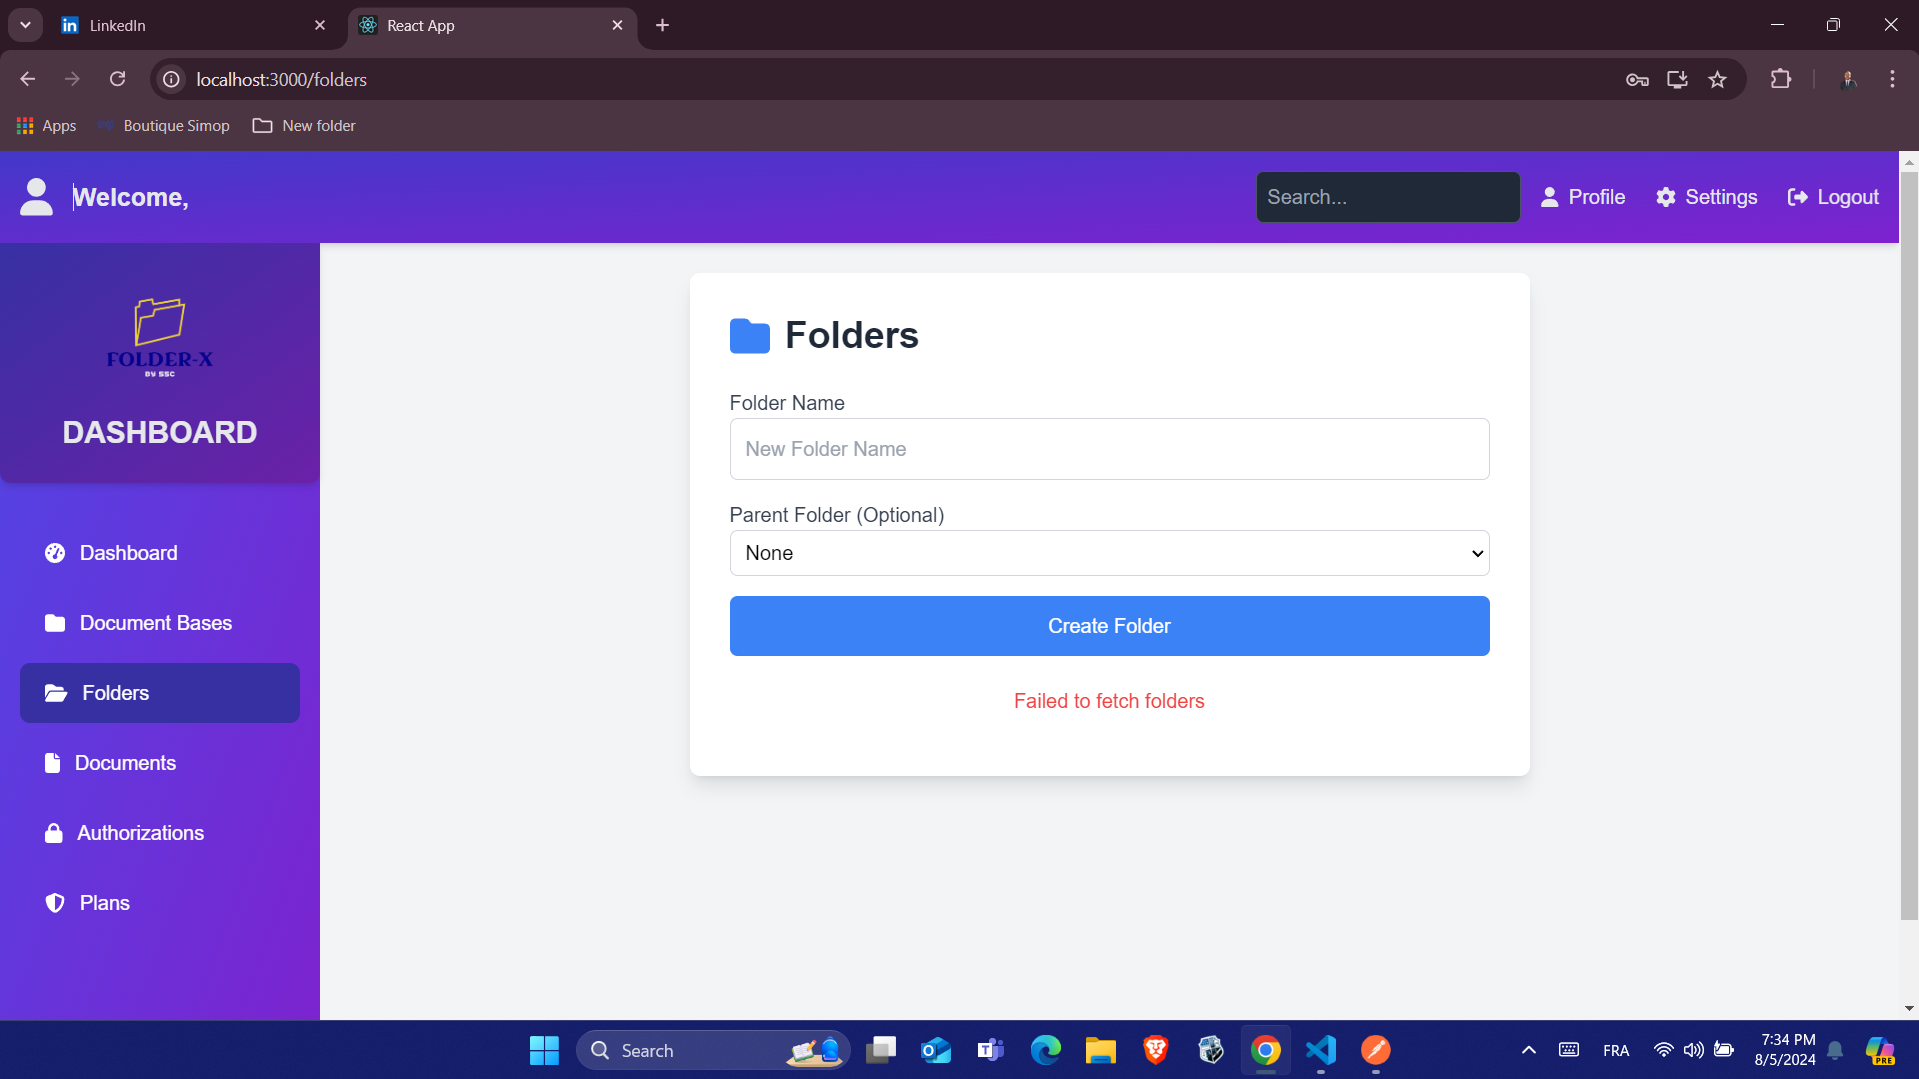 LinkedIn
React App
localhost:3000/folders
Apps
Boutique Simop
New folder
Welcome,
Search...
Profile
Settings
Logout
FOLDER-X
BY SSC
DASHBOARD
Dashboard
Document Bases
Folders
Documents
Authorizations
Plans
Folders
Folder Name
New Folder Name
Parent Folder (Optional)
None
Create Folder
Failed to fetch folders
Search
FRA
7:34 PM
8/5/2024
PRE